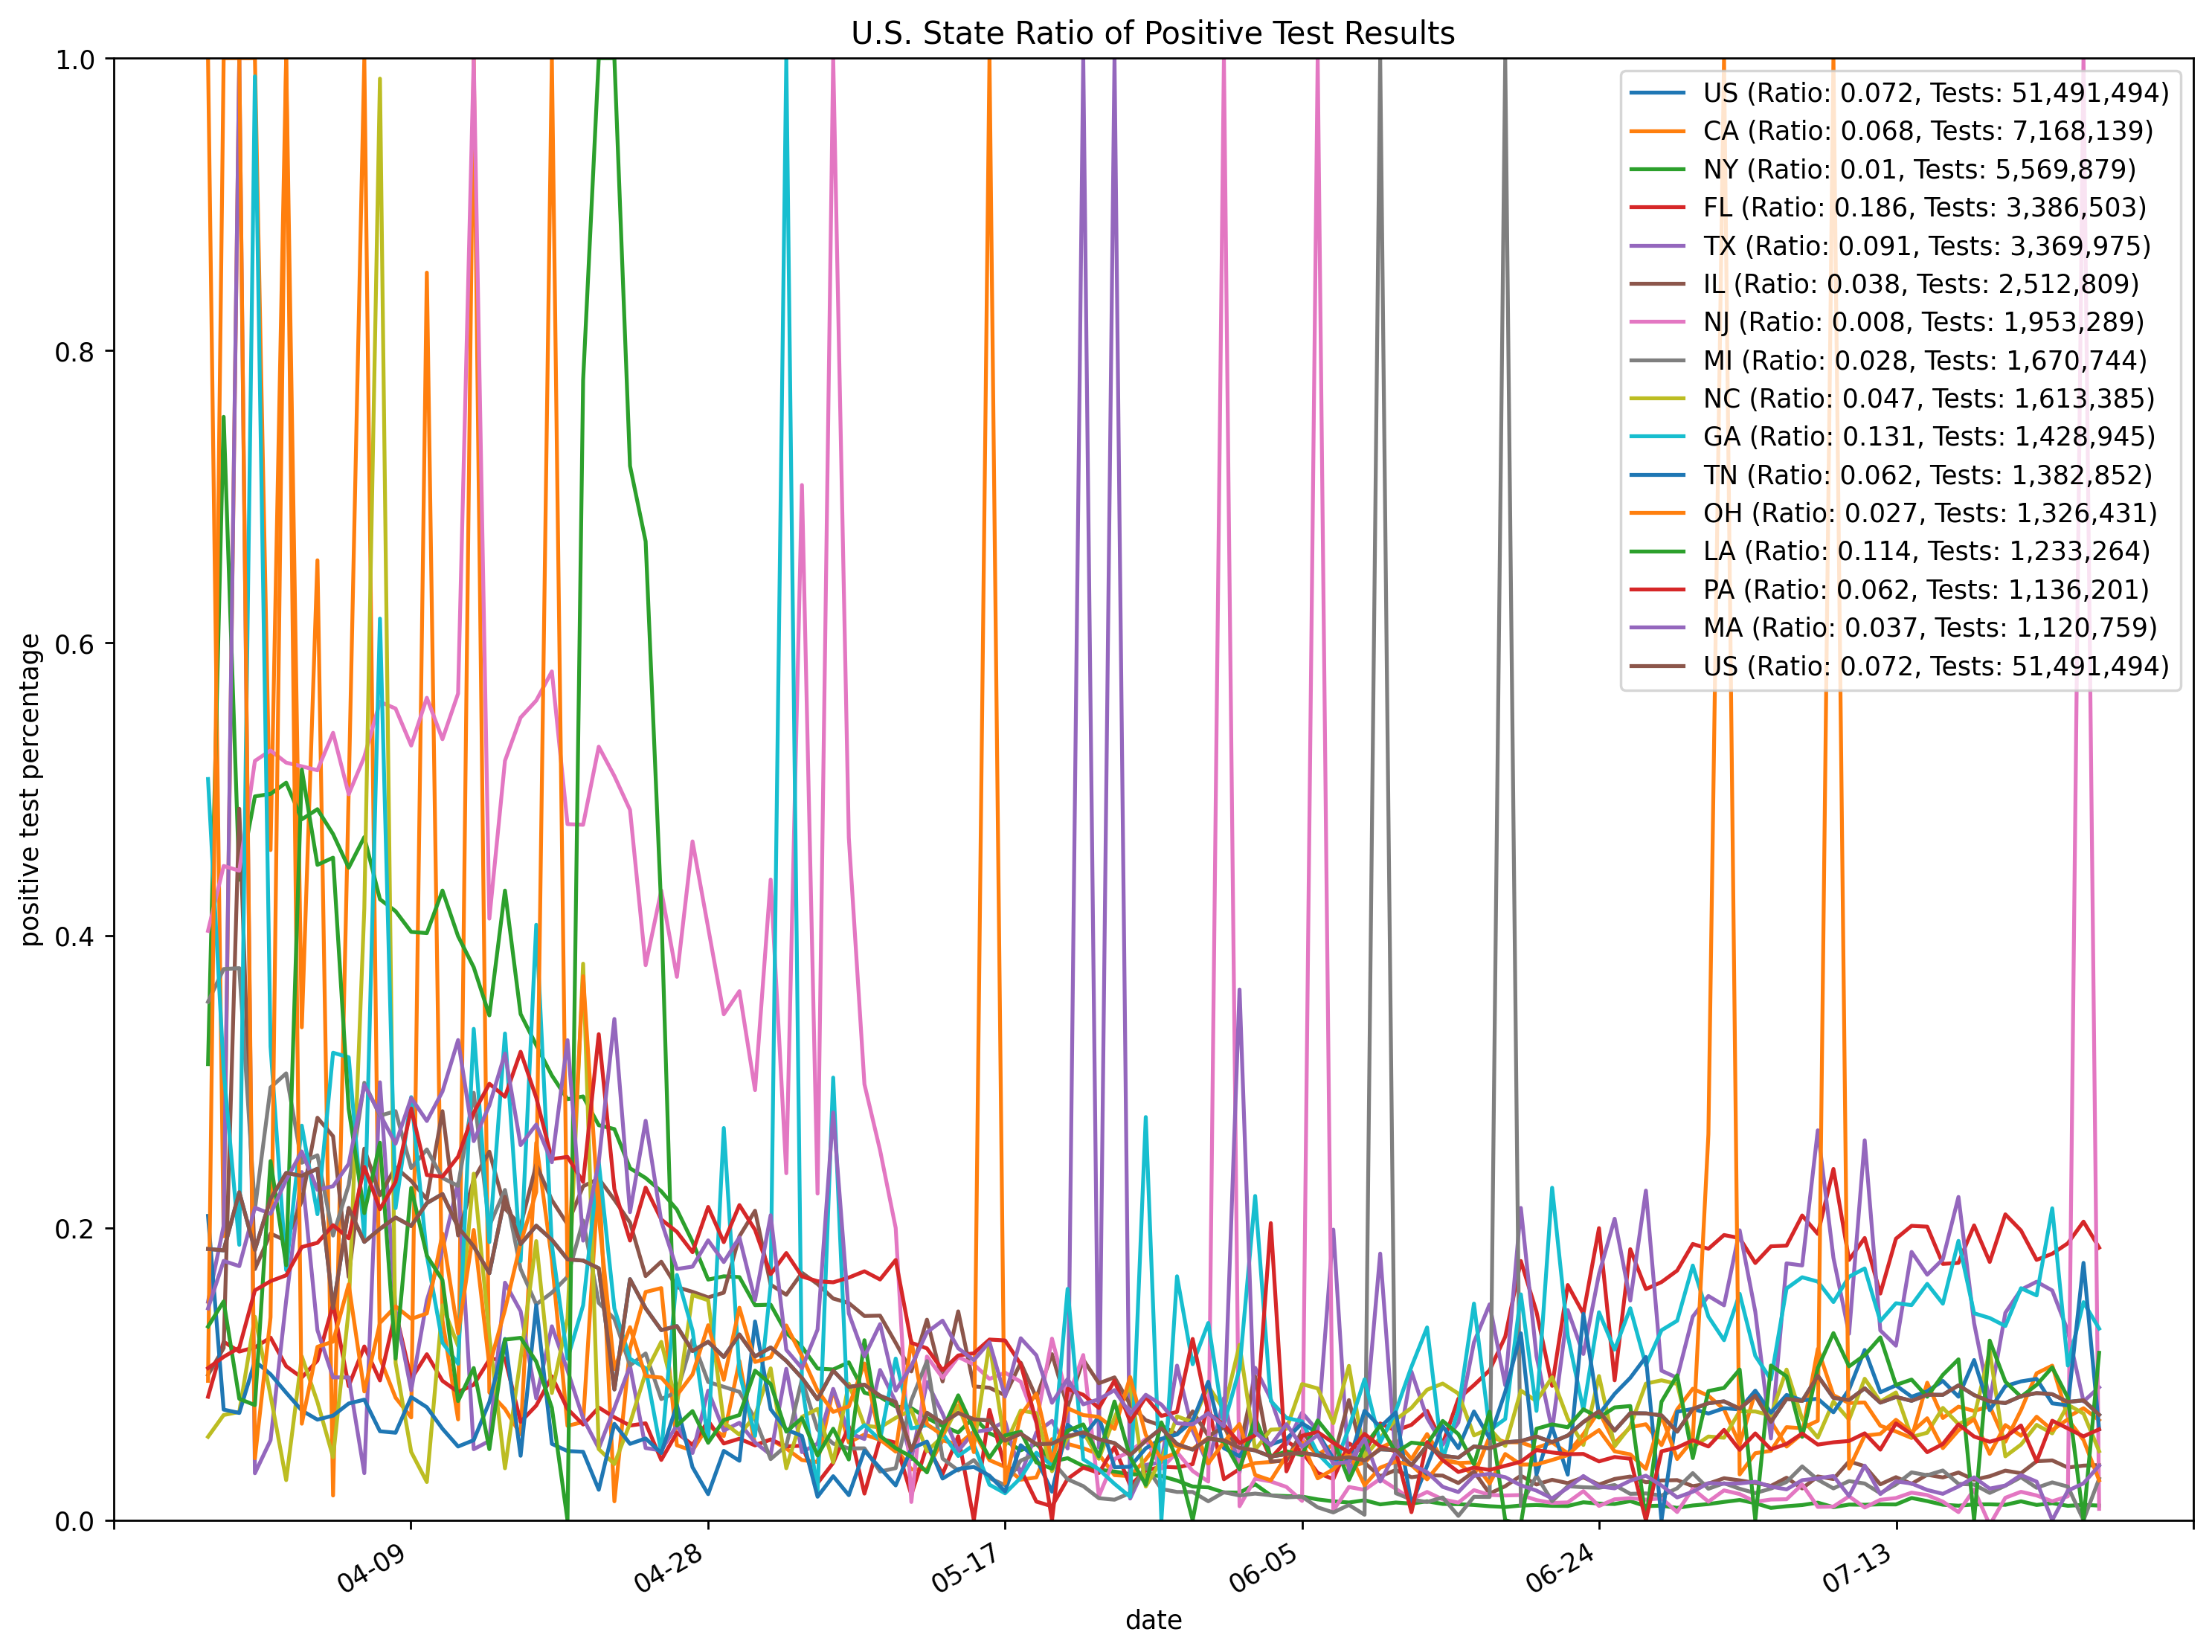 U.S. State Ratio of Positive Test Results
1.0
0.8
0.6
0.4
0.2
0.0
positive test percentage
US (Ratio: 0.072, Tests: 51,491,494)
CA (Ratio: 0.068, Tests: 7,168,139)
NY (Ratio: 0.01, Tests: 5,569,879)
FL (Ratio: 0.186, Tests: 3,386,503)
TX (Ratio: 0.091, Tests: 3,369,975)
IL (Ratio: 0.038, Tests: 2,512,809)
NJ (Ratio: 0.008, Tests: 1,953,289)
MI (Ratio: 0.028, Tests: 1,670,744)
NC (Ratio: 0.047, Tests: 1,613,385)
GA (Ratio: 0.131, Tests: 1,428,945)
TN (Ratio: 0.062, Tests: 1,382,852)
OH (Ratio: 0.027, Tests: 1,326,431)
LA (Ratio: 0.114, Tests: 1,233,264)
PA (Ratio: 0.062, Tests: 1,136,201)
MA (Ratio: 0.037, Tests: 1,120,759)
US (Ratio: 0.072, Tests: 51,491,494)
04-09
04-28
05-17
06-05
06-24
07-13
date